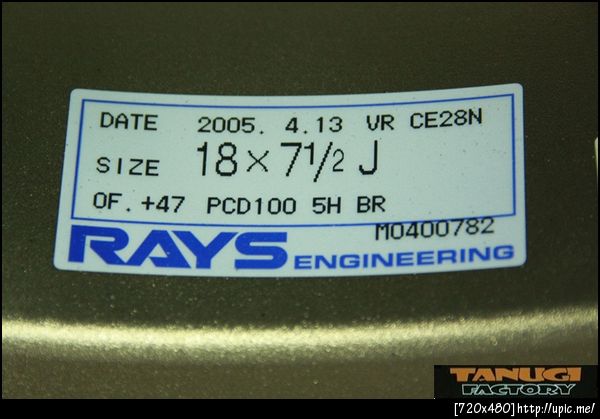 DATE 2005. 4.13 VR CE28N
SIZE 18×7½ J
OF. +47 PCD100 5H BR
M0400782
RAYS ENGINEERING
TANUGI
FACTORY
[720x480]http://upic.me/